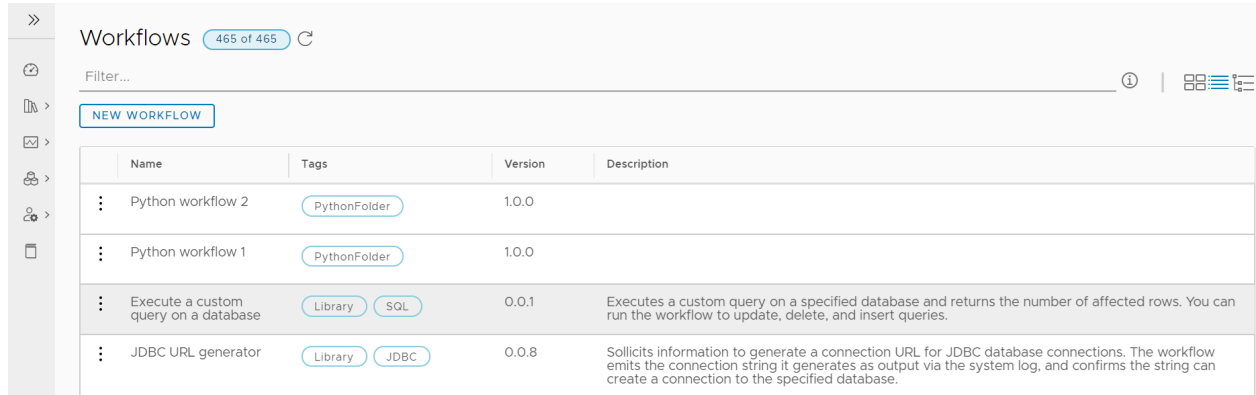 Workflows 465 of 465
Filter...
NEW WORKFLOW
Name Tags Version Description
Python workflow 2 PythonFolder 1.0.0
Python workflow 1 PythonFolder 1.0.0
Execute a custom
query on a database
Library SQL 0.0.1
Executes a custom query on a specified database and returns the number of affected rows. You can
run the workflow to update, delete, and insert queries.
JDBC URL generator Library JDBC 0.0.8
Sollicits information to generate a connection URL for JDBC database connections. The workflow
emits the connection string it generates as output via the system log, and confirms the string can
create a connection to the specified database.